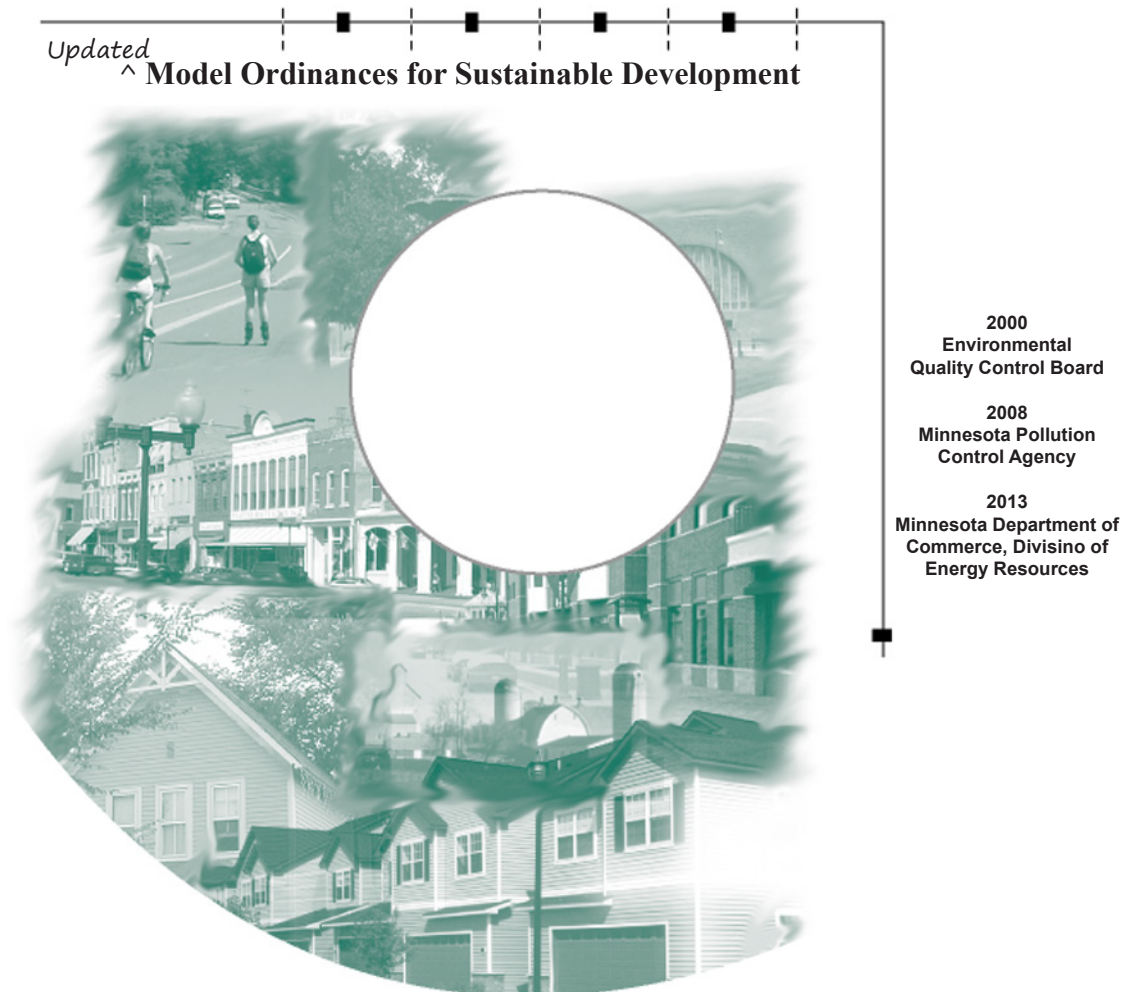 Updated
^ Model Ordinances for Sustainable Development
2000
Environmental
Quality Control Board
2008
Minnesota Pollution
Control Agency
2013
Minnesota Department of
Commerce, Divisino of
Energy Resources